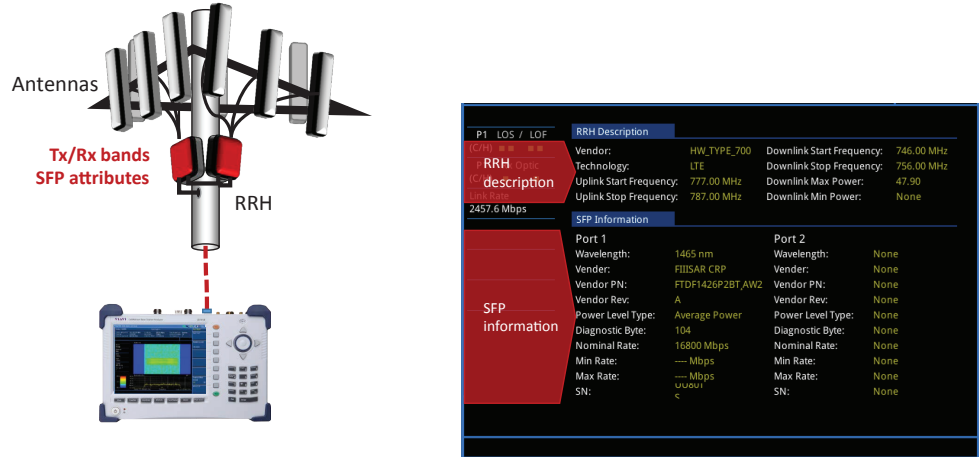 Antennas
Tx/Rx bands
SFP attributes
RRH
P1 LOS / LOF
(C/H)
Optic
Link Rate
2457.6 Mbps
RRH
description
SFP
information
RRH Description
Vendor: HW_TYPE_700 Downlink Start Frequency: 746.00 MHz
Technology: LTE Downlink Stop Frequency: 756.00 MHz
Uplink Start Frequency: 777.00 MHz Downlink Max Power: 47.90
Uplink Stop Frequency: 787.00 MHz Downlink Min Power: None
SFP Information
Port 1 Port 2
Wavelength: 1465 nm Wavelength: None
Vender: FIIISAR CRP Vender: None
Vender PN: FTDF1426P2BT,AW2 Vendor PN: None
Vendor Rev: A Vendor Rev: None
Power Level Type: Average Power Power Level Type: None
Diagnostic Byte: 104 Diagnostic Byte: None
Nominal Rate: 16800 Mbps Nominal Rate: None
Min Rate: ---- Mbps Min Rate: None
Max Rate: ---- Mbps Max Rate: None
SN: SN: None